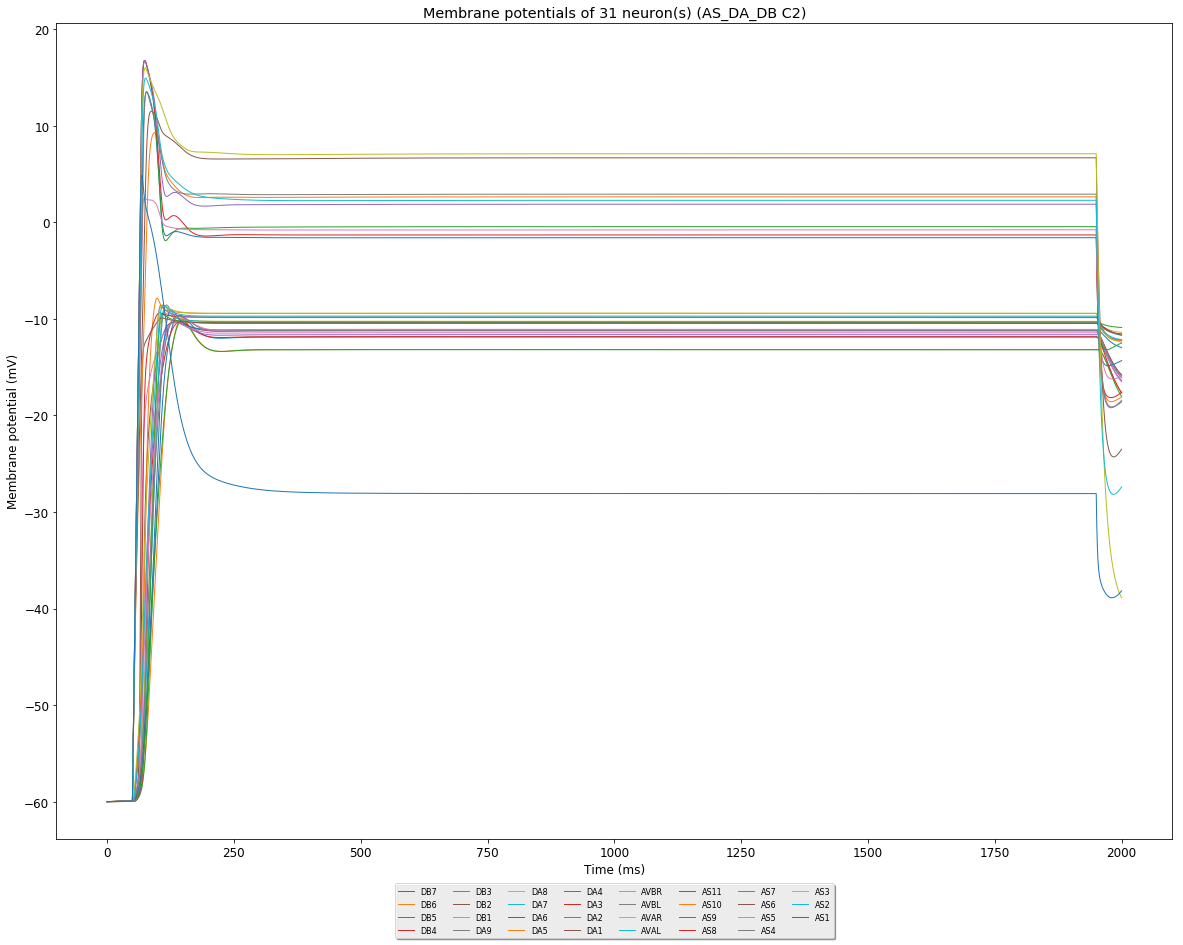 Membrane potentials of 31 neuron(s) (AS_DA_DB C2)
20
10
0
−10
−20
−30
−40
−50
−60
Membrane potential (mV)
0 250 500 750 1000 1250 1500 1750 2000
Time (ms)
DB7 DB3 DA8 DA4 AVBR AS11 AS7 AS3
DB6 DB2 DA7 DA3 AVBL AS10 AS6 AS2
DB5 DB1 DA6 DA2 AVAR AS9 AS5 AS1
DB4 DA9 DA5 DA1 AVAL AS8 AS4